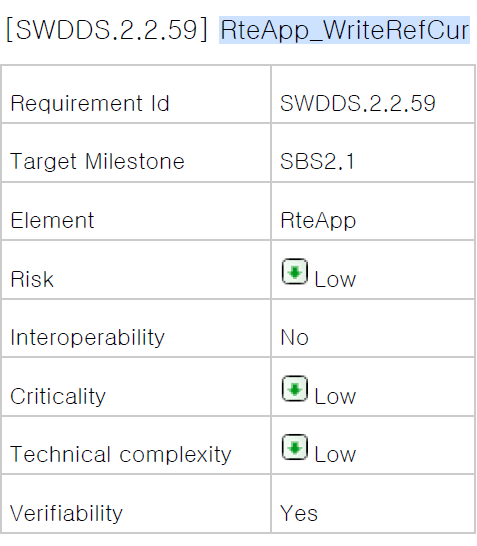 [SWDDS.2.2.59] RteApp_WriteRefCur
Requirement Id SWDDS.2.2.59
Target Milestone SBS2.1
Element RteApp
Risk Low
Interoperability No
Criticality Low
Technical complexity Low
Verifiability Yes